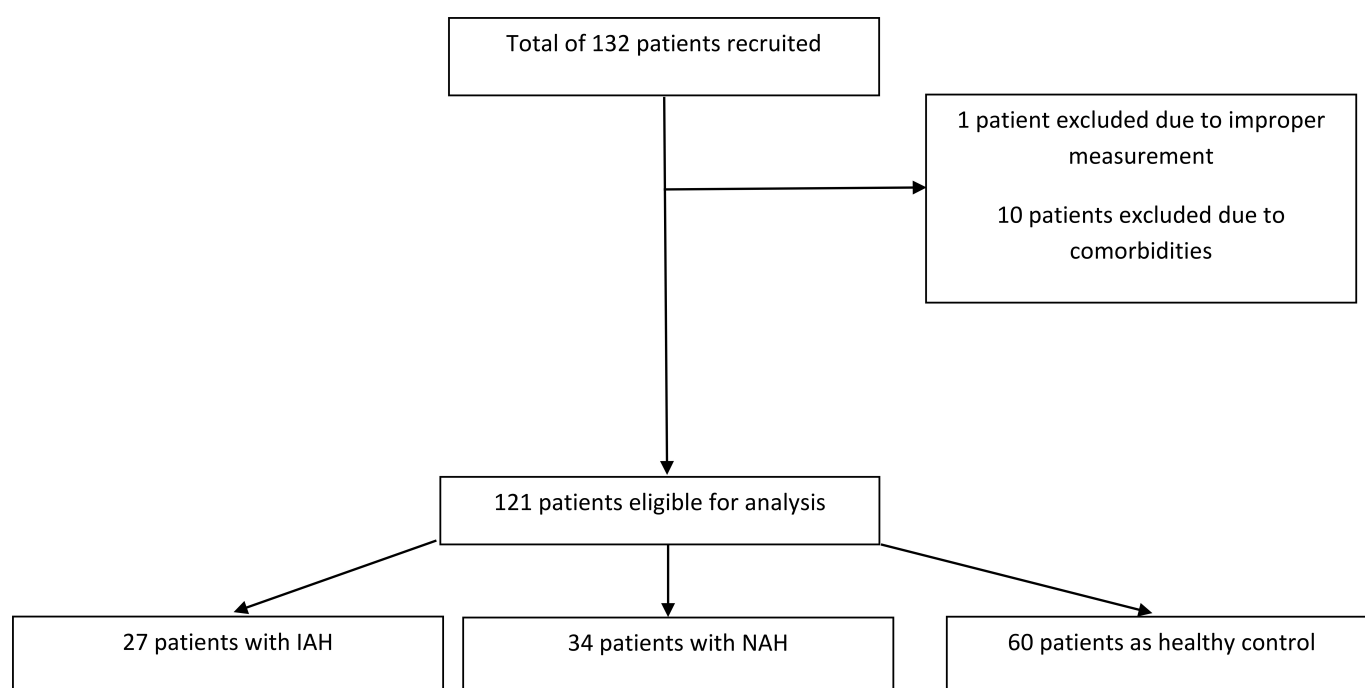 Total of 132 patients recruited
1 patient excluded due to improper
measurement
10 patients excluded due to
comorbidities
121 patients eligible for analysis
27 patients with IAH
34 patients with NAH
60 patients as healthy control